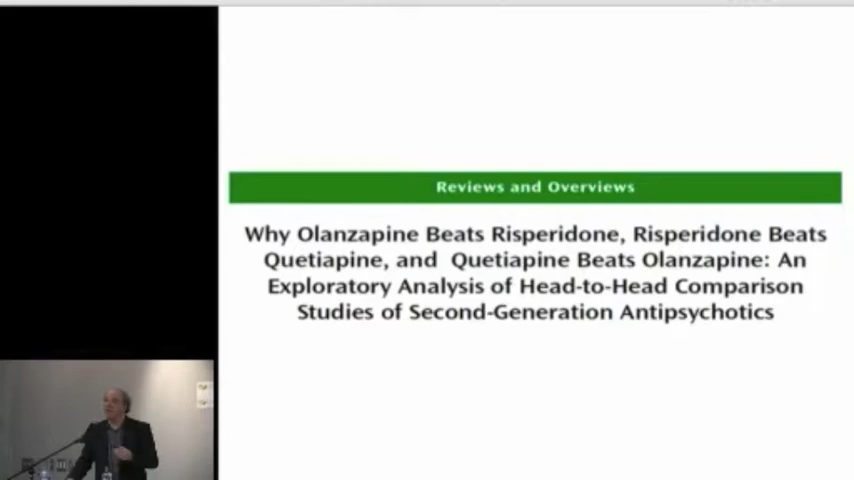 Reviews and Overviews
Why Olanzapine Beats Risperidone, Risperidone Beats
Quetiapine, and Quetiapine Beats Olanzapine: An
Exploratory Analysis of Head-to-Head Comparison
Studies of Second-Generation Antipsychotics